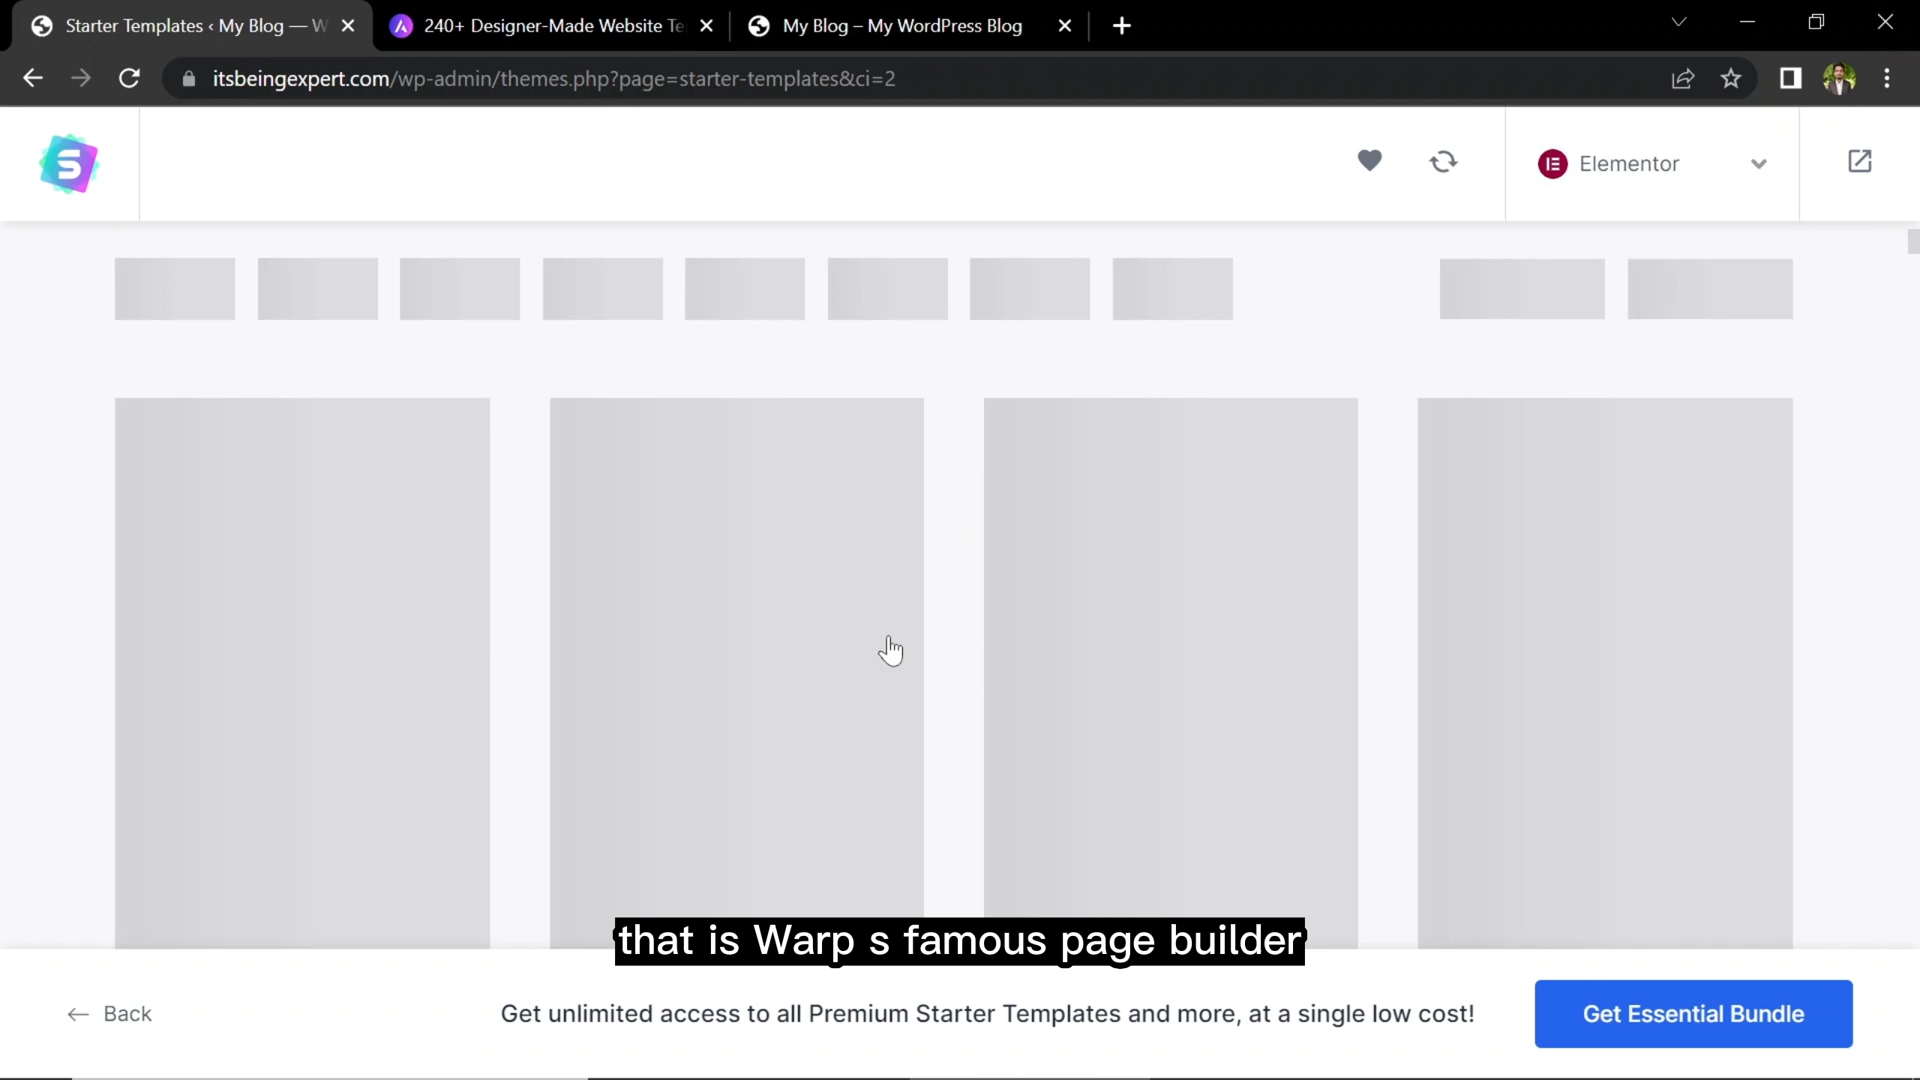 Starter Templates ‹ My Blog — W
240+ Designer-Made Website Te
My Blog – My WordPress Blog
itsbeingexpert.com/wp-admin/themes.php?page=starter-templates&ci=2
Elementor
that is Warp s famous page builder
Back
Get unlimited access to all Premium Starter Templates and more, at a single low cost!
Get Essential Bundle